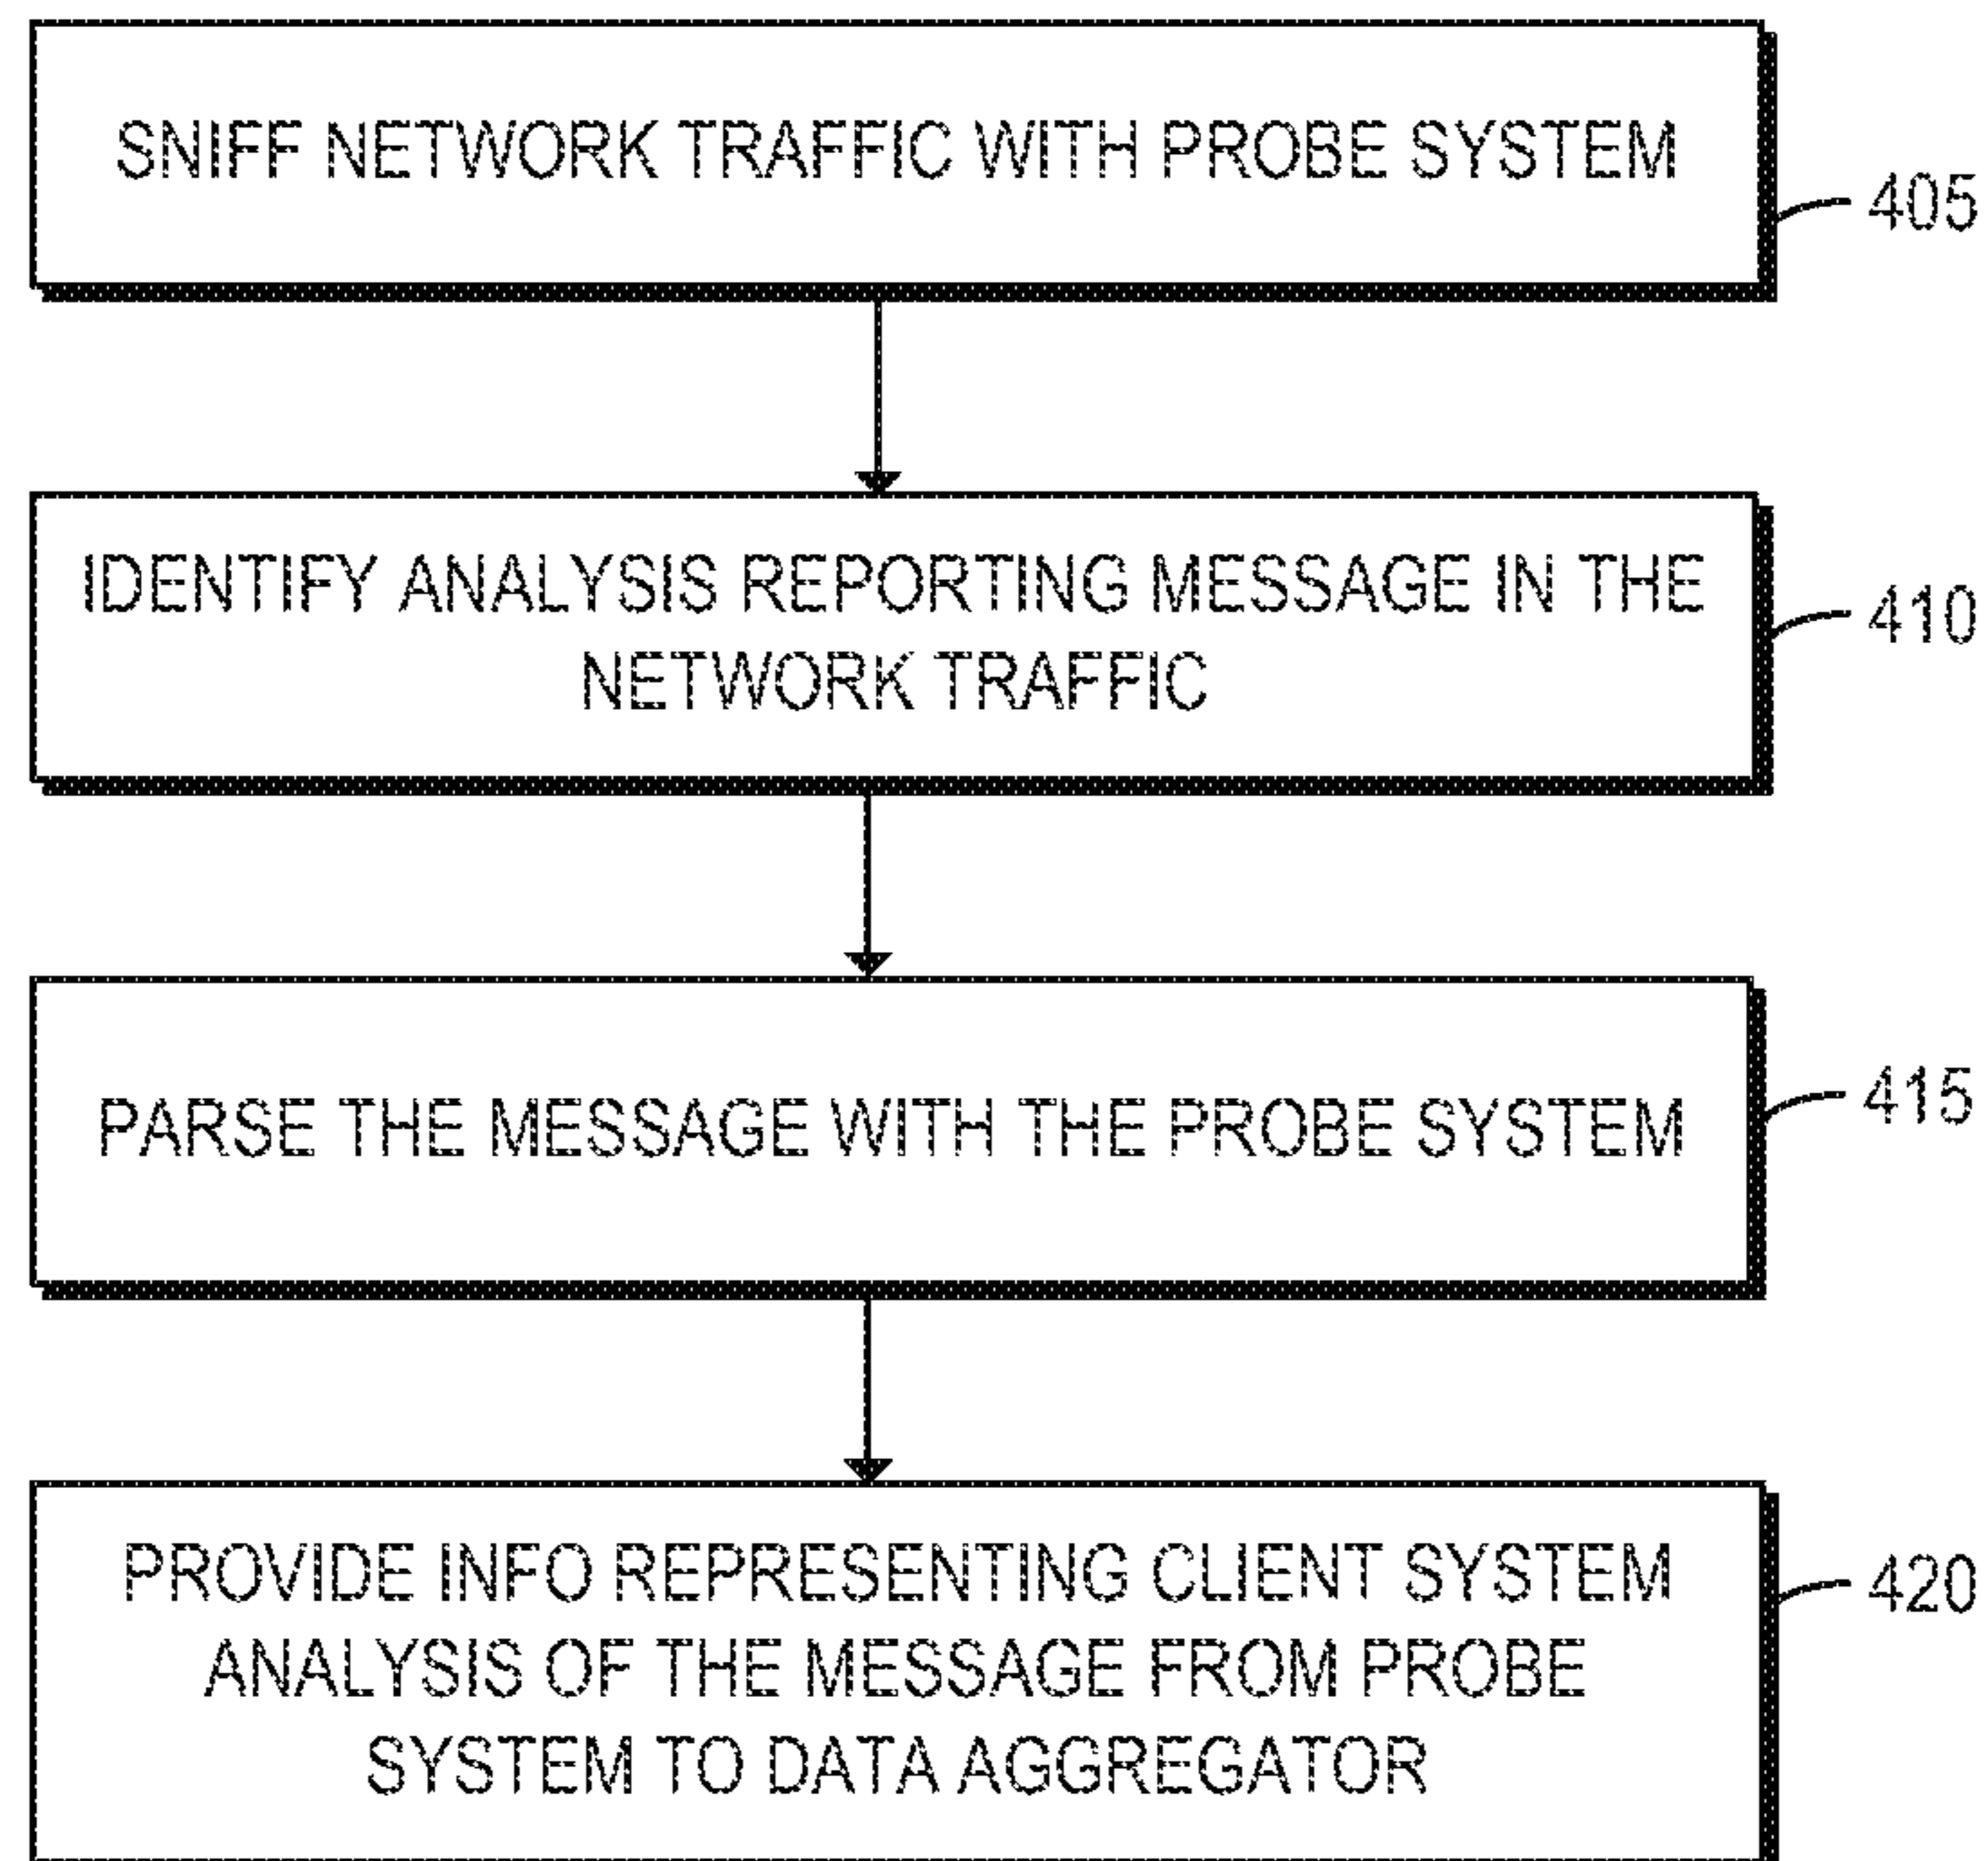 SNIFF NETWORK TRAFFIC WITH PROBE SYSTEM
405
IDENTIFY ANALYSIS REPORTING MESSAGE IN THE
NETWORK TRAFFIC
410
PARSE THE MESSAGE WITH THE PROBE SYSTEM
415
PROVIDE INFO REPRESENTING CLIENT SYSTEM
ANALYSIS OF THE MESSAGE FROM PROBE
SYSTEM TO DATA AGGREGATOR
420